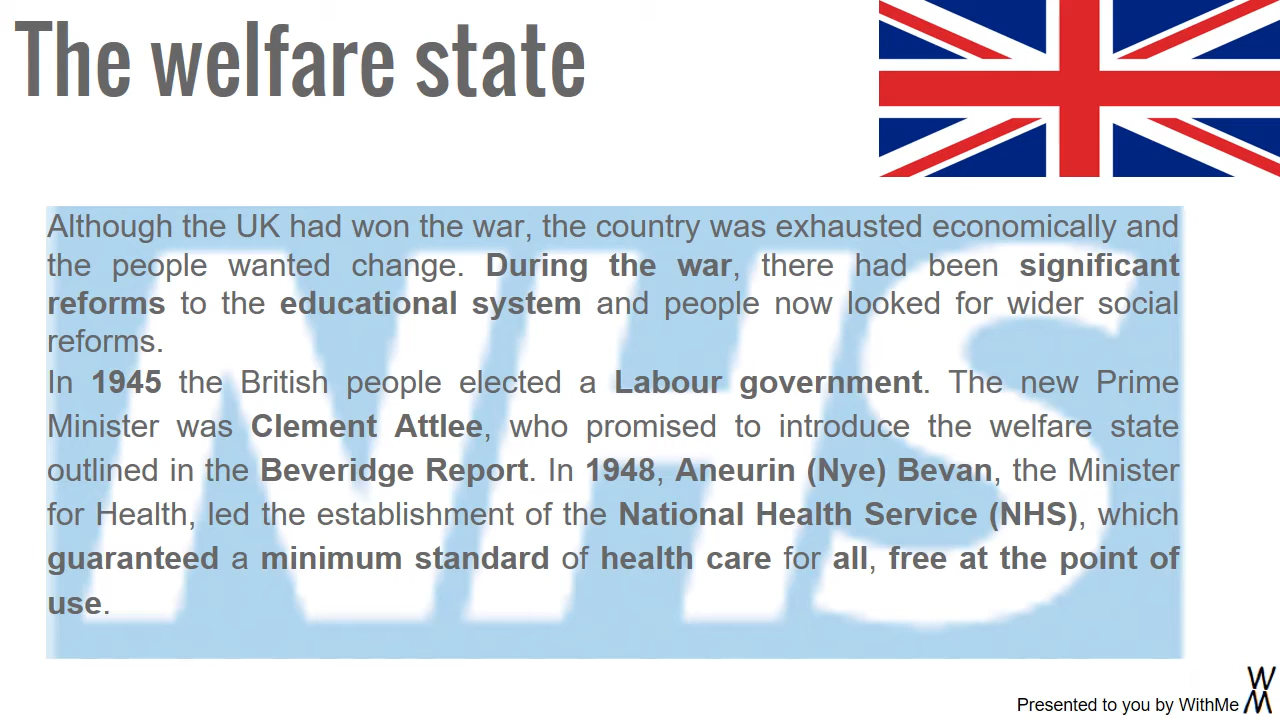 The welfare state
Although the UK had won the war, the country was exhausted economically and
the people wanted change. During the war, there had been significant
reforms to the educational system and people now looked for wider social
reforms.
In 1945 the British people elected a Labour government. The new Prime
Minister was Clement Attlee, who promised to introduce the welfare state
outlined in the Beveridge Report. In 1948, Aneurin (Nye) Bevan, the Minister
for Health, led the establishment of the National Health Service (NHS), which
guaranteed a minimum standard of health care for all, free at the point of
use.
NHS
Presented to you by WithMe
W
M